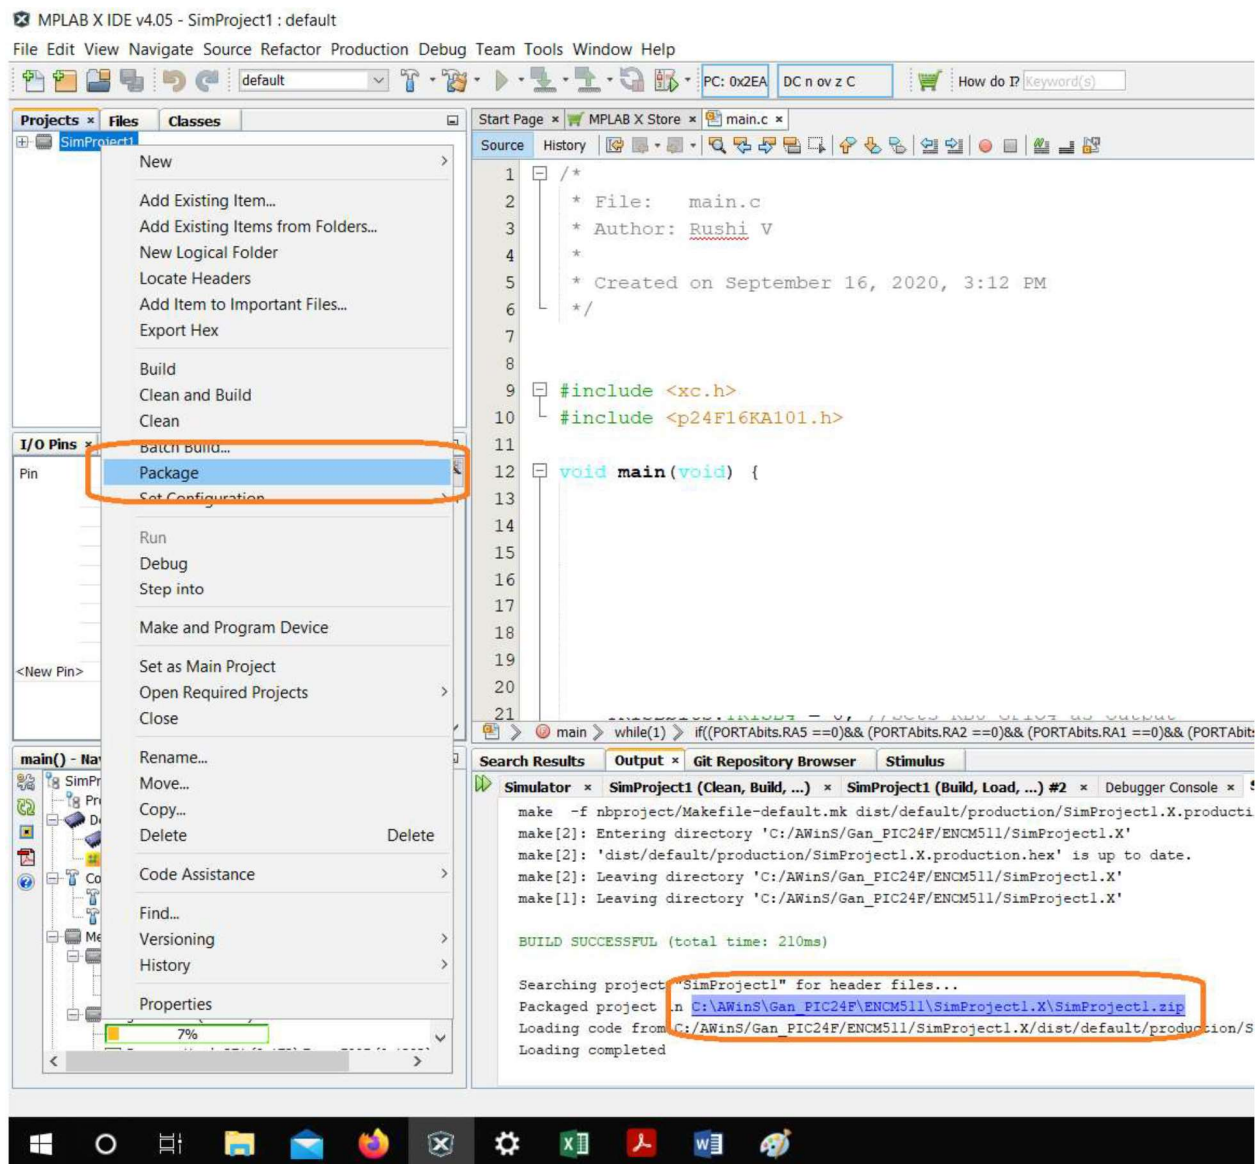 MPLAB X IDE v4.05 - SimProject1 : default
File Edit View Navigate Source Refactor Production Debug Team Tools Window Help
default
PC: 0x2EA
DC n ov z C
How do I?
Keyword(s)
Projects
Files
Classes
SimProject1
New
Add Existing Item...
Add Existing Items from Folders...
New Logical Folder
Locate Headers
Add Item to Important Files...
Export Hex
Build
Clean and Build
Clean
Batch Build...
Package
Set Configuration
Run
Debug
Step into
Make and Program Device
Set as Main Project
Open Required Projects
Close
Rename...
Move...
Copy...
Delete Delete
Code Assistance
Find...
Versioning
History
Properties
I/O Pins
Pin
<New Pin>
main() - Na
SimPr
Pr
D
Co
Me
7%
Start Page
MPLAB X Store
main.c
Source History
1 /*
2 * File: main.c
3 * Author: Rushi V
4 *
5 * Created on September 16, 2020, 3:12 PM
6 */
7
8
9 #include <xc.h>
10 #include <p24F16KA101.h>
11
12 void main(void) {
13
14
15
16
17
18
19
20
21
main while(1) if((PORTAbits.RA5 ==0)&& (PORTAbits.RA2 ==0)&& (PORTAbits.RA1 ==0)&& (PORTAbits
Search Results Output Git Repository Browser Stimulus
Simulator SimProject1 (Clean, Build, ...) SimProject1 (Build, Load, ...) #2 Debugger Console
make -f nbproject/Makefile-default.mk dist/default/production/SimProject1.X.producti
make[2]: Entering directory 'C:/AWinS/Gan_PIC24F/ENCM511/SimProject1.X'
make[2]: 'dist/default/production/SimProject1.X.production.hex' is up to date.
make[2]: Leaving directory 'C:/AWinS/Gan_PIC24F/ENCM511/SimProject1.X'
make[1]: Leaving directory 'C:/AWinS/Gan_PIC24F/ENCM511/SimProject1.X'
BUILD SUCCESSFUL (total time: 210ms)
Searching project "SimProject1" for header files...
Packaged project in C:\AWinS\Gan_PIC24F\ENCM511\SimProject1.X\SimProject1.zip
Loading code from C:/AWinS/Gan_PIC24F/ENCM511/SimProject1.X/dist/default/production/S
Loading completed